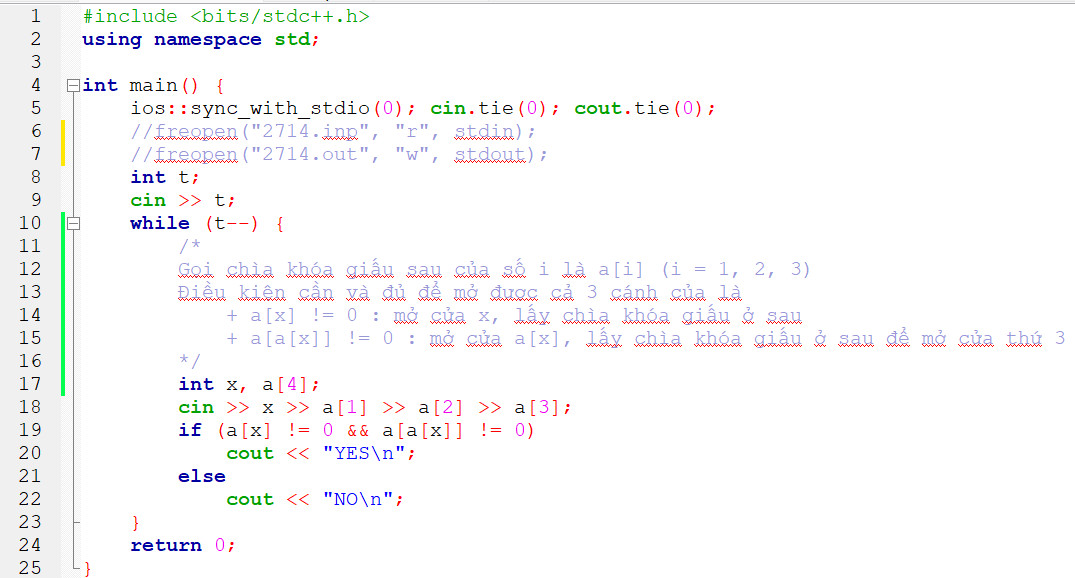 1 #include <bits/stdc++.h>
2 using namespace std;
3
4 int main() {
5 ios::sync_with_stdio(0); cin.tie(0); cout.tie(0);
6 //freopen("2714.inp", "r", stdin);
7 //freopen("2714.out", "w", stdout);
8 int t;
9 cin >> t;
10 while (t--) {
11 /*
12 Gọi chìa khóa giấu sau của số i là a[i] (i = 1, 2, 3)
13 Điều kiên cần và đủ để mở được cả 3 cánh của là
14 + a[x] != 0 : mở cửa x, lấy chìa khóa giấu ở sau
15 + a[a[x]] != 0 : mở cửa a[x], lấy chìa khóa giấu ở sau để mở cửa thứ 3
16 */
17 int x, a[4];
18 cin >> x >> a[1] >> a[2] >> a[3];
19 if (a[x] != 0 && a[a[x]] != 0)
20 cout << "YES\n";
21 else
22 cout << "NO\n";
23 }
24 return 0;
25 }